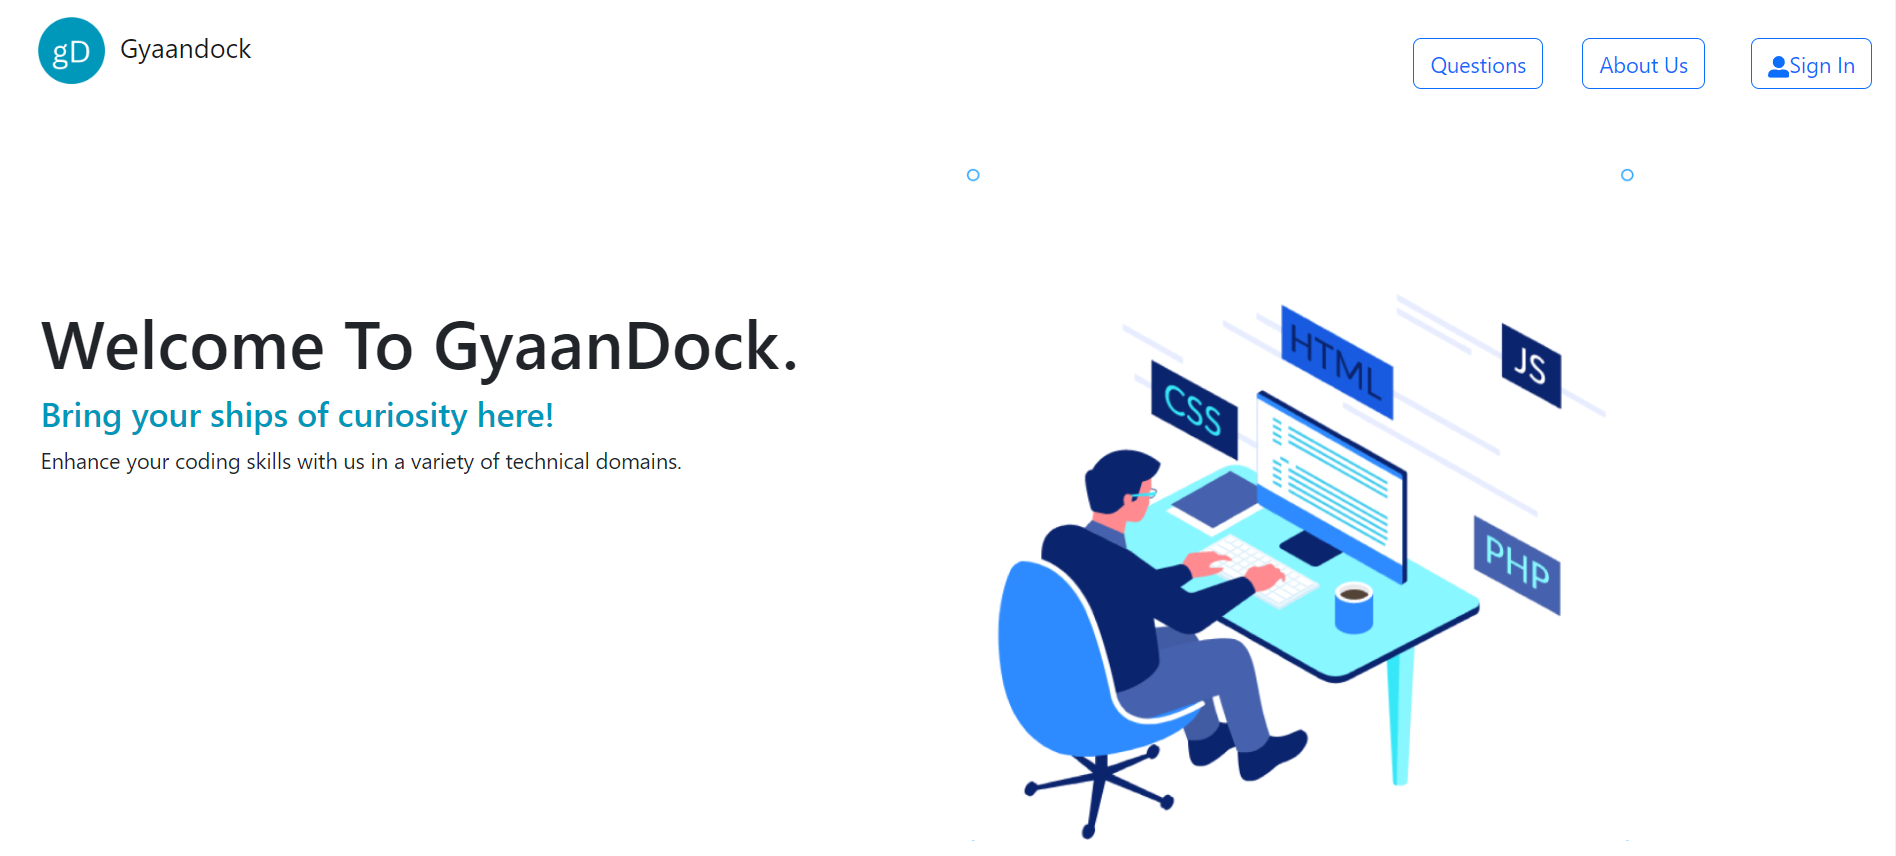 gD Gyaandock
Questions
About Us
Sign In
Welcome To GyaanDock.
Bring your ships of curiosity here!
Enhance your coding skills with us in a variety of technical domains.
HTML
JS
CSS
PHP